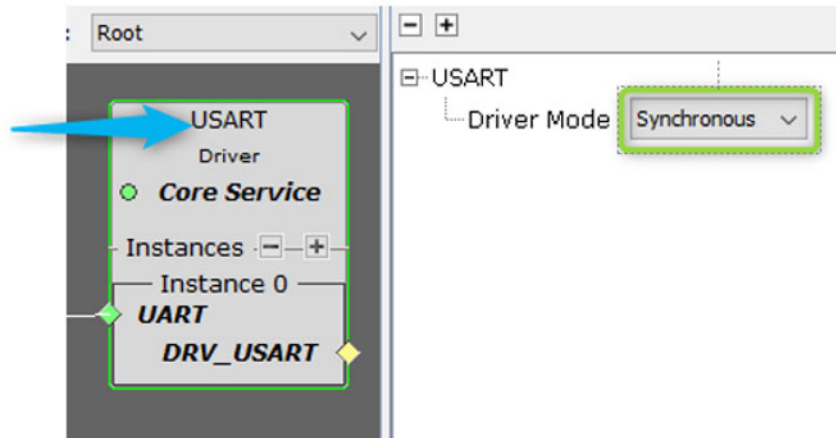 : Root
USART
Driver
Core Service
Instances
Instance 0
UART
DRV_USART
USART
Driver Mode Synchronous